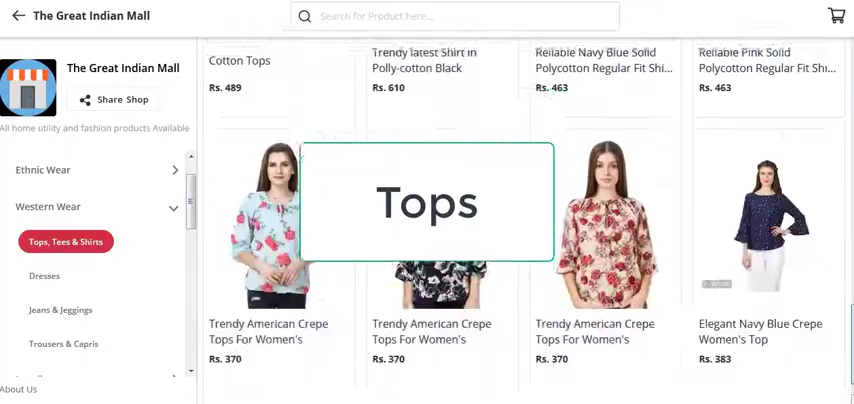 The Great Indian Mall
Search for Product here...
The Great Indian Mall
Share Shop
All home utility and fashion products Available
Ethnic Wear
Western Wear
Tops, Tees & Shirts
Dresses
Jeans & Jeggings
Trousers & Capris
About Us
Cotton Tops
Rs. 489
Trendy latest Shirt in
Polly-cotton Black
Rs. 610
Reliable Navy Blue Solid
Polycotton Regular Fit Shi...
Rs. 463
Reliable Pink Solid
Polycotton Regular Fit Shi...
Rs. 463
Tops
Trendy American Crepe
Tops For Women's
Rs. 370
Trendy American Crepe
Tops For Women's
Rs. 370
Trendy American Crepe
Tops For Women's
Rs. 370
Elegant Navy Blue Crepe
Women's Top
Rs. 383